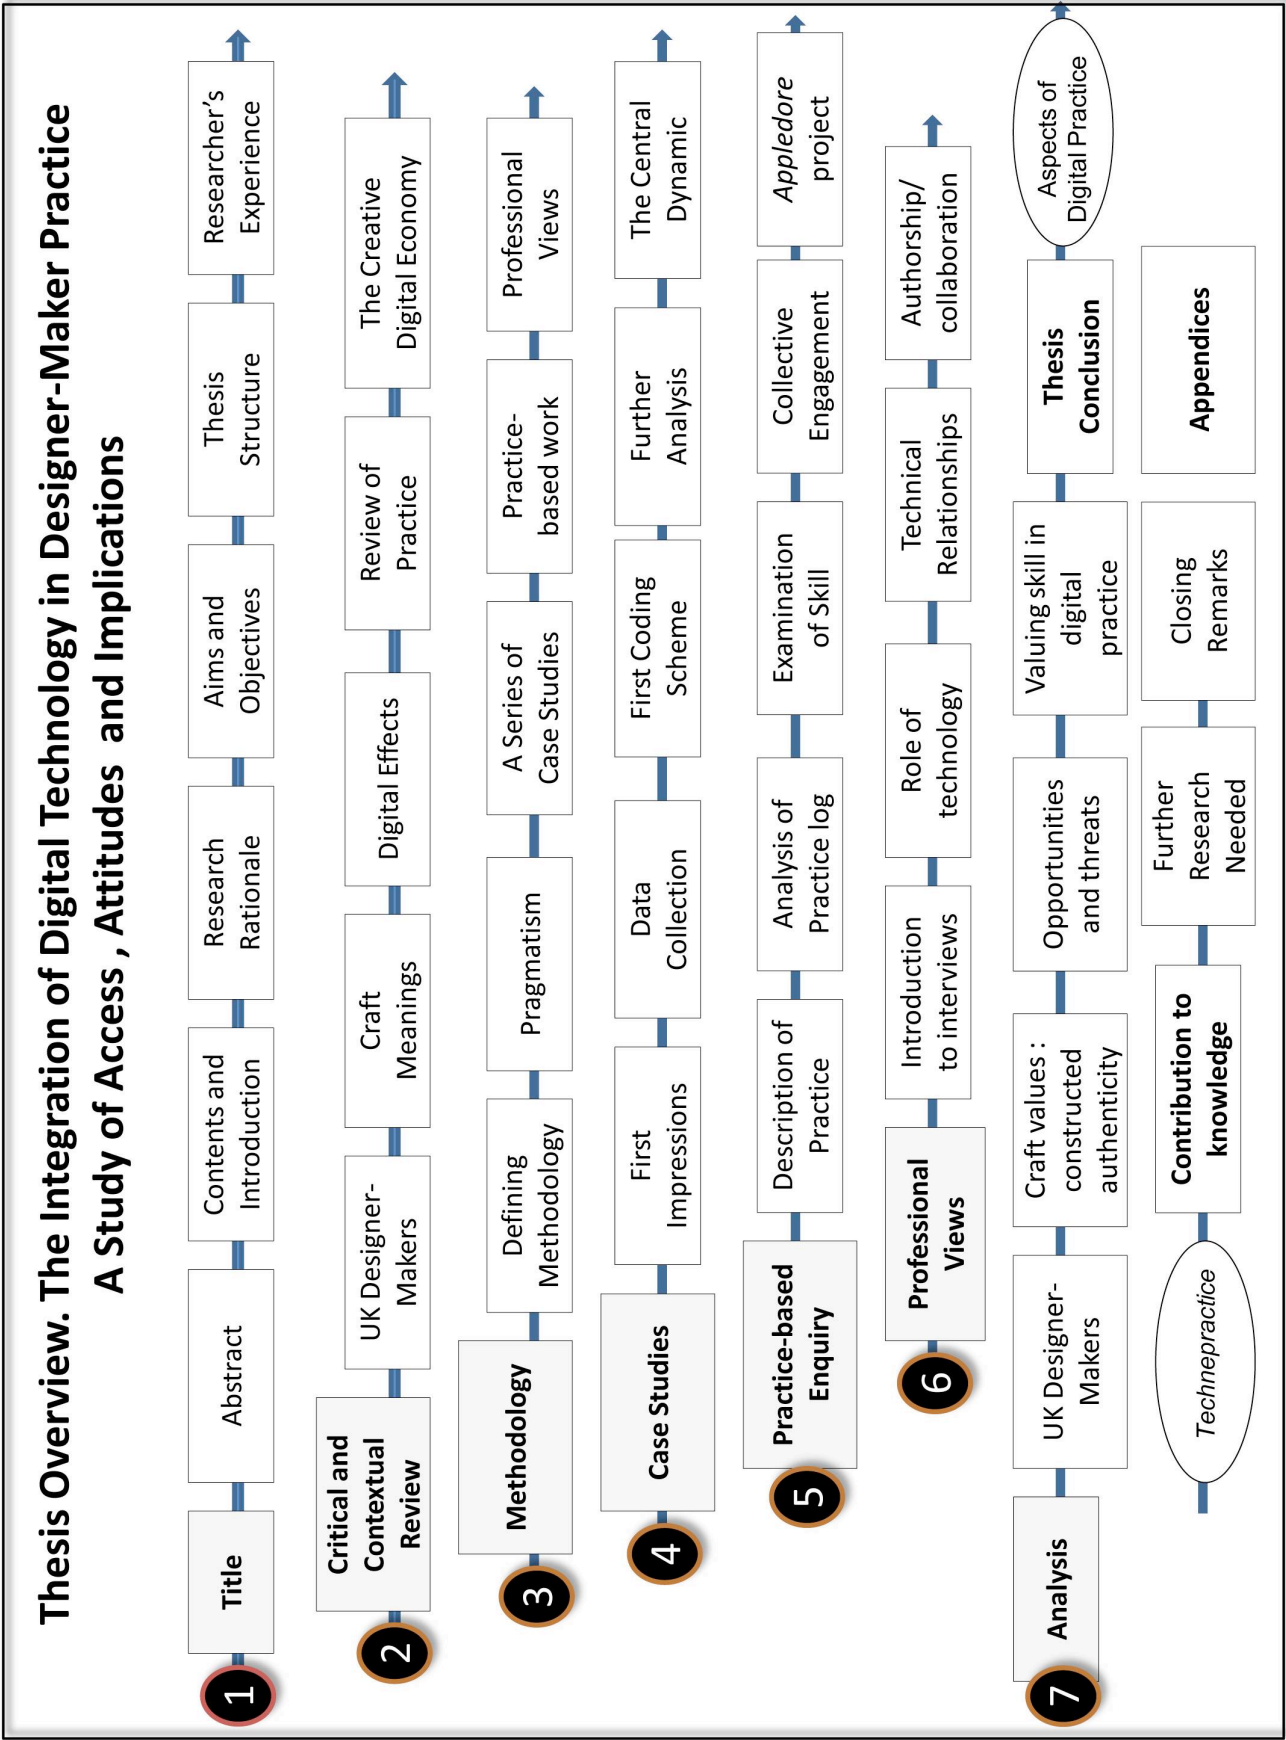 Thesis Overview. The Integration of Digital Technology in Designer-Maker Practice
A Study of Access , Attitudes and Implications
1
Title
Abstract
Contents and
Introduction
Research
Rationale
Aims and
Objectives
Thesis
Structure
Researcher's
Experience
2
Critical and
Contextual
Review
UK Designer-
Makers
Craft
Meanings
Digital Effects
Review of
Practice
The Creative
Digital Economy
3
Methodology
Defining
Methodology
Pragmatism
A Series of
Case Studies
Practice-
based work
Professional
Views
4
Case Studies
First
Impressions
Data
Collection
First Coding
Scheme
Further
Analysis
The Central
Dynamic
5
Practice-based
Enquiry
Description of
Practice
Analysis of
Practice log
Examination
of Skill
Collective
Engagement
Appledore
project
6
Professional
Views
Introduction
to interviews
Role of
technology
Technical
Relationships
Authorship/
collaboration
7
Analysis
UK Designer-
Makers
Craft values :
constructed
authenticity
Opportunities
and threats
Valuing skill in
digital
practice
Thesis
Conclusion
Aspects of
Digital Practice
Technepractice
Contribution to
knowledge
Further
Research
Needed
Closing
Remarks
Appendices